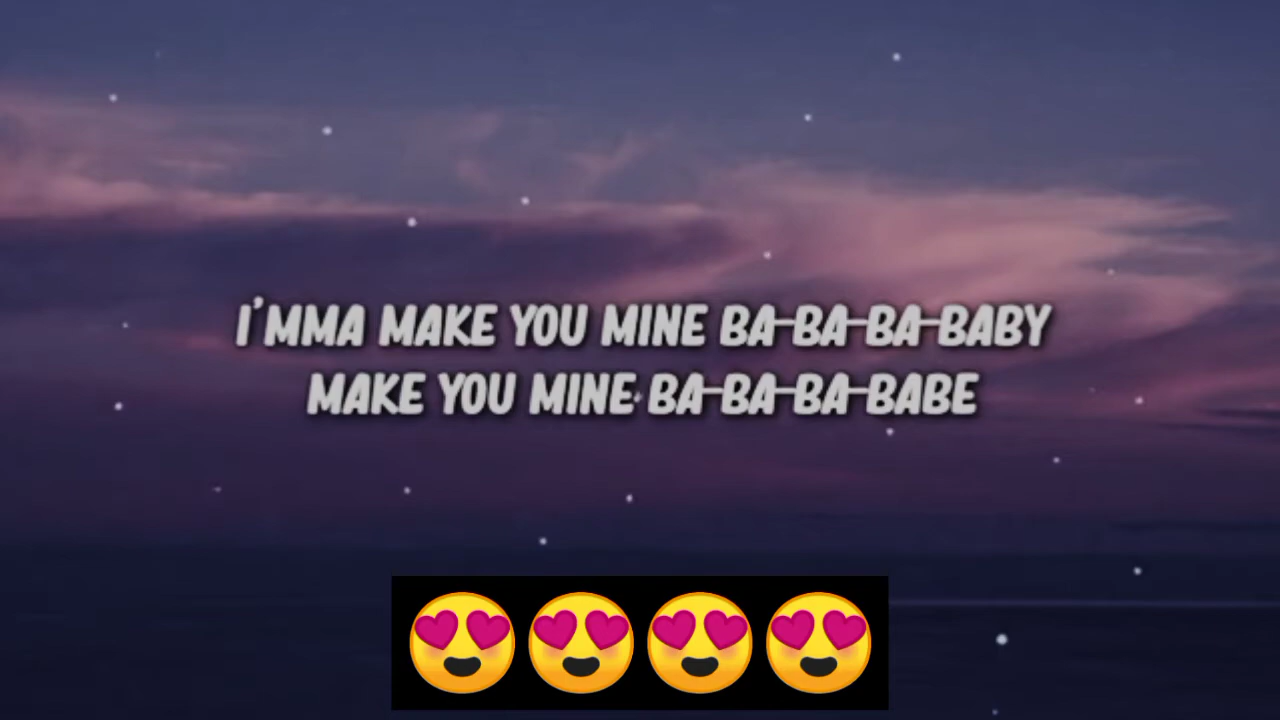 I'MMA MAKE YOU MINE BA-BA-BA-BABY
MAKE YOU MINE BA-BA-BA-BABE
😍😍😍😍